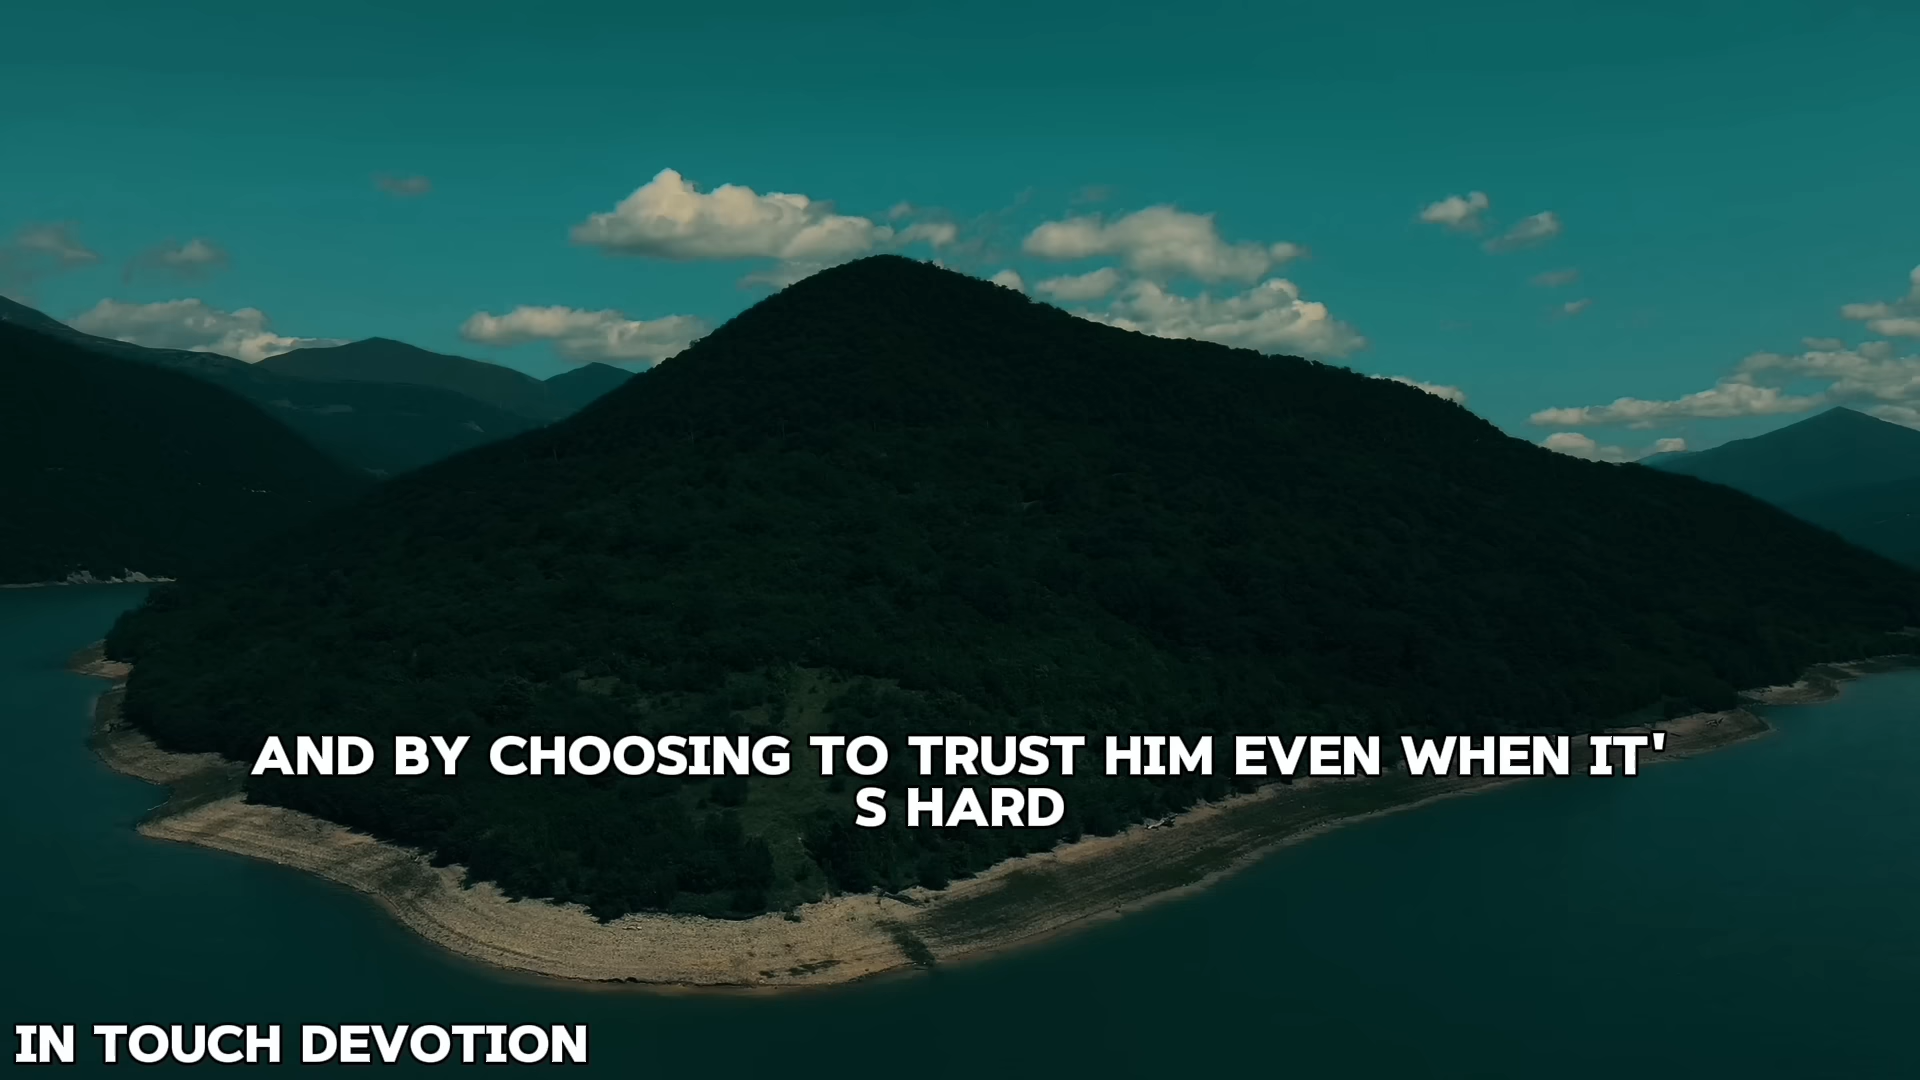 AND BY CHOOSING TO TRUST HIM EVEN WHEN IT'
S HARD
IN TOUCH DEVOTION